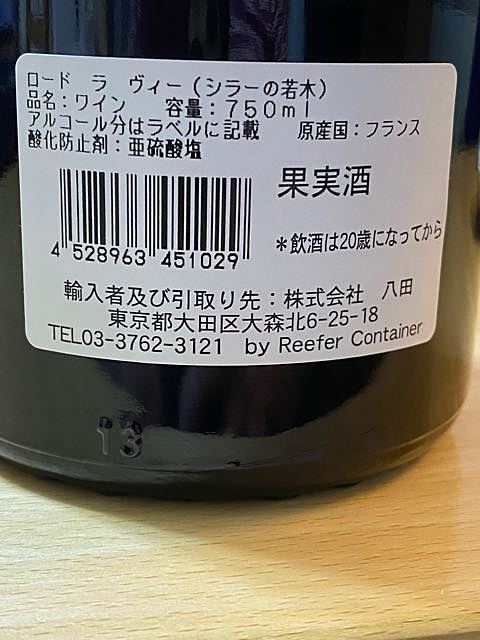 ロード ラ ヴィー(シラーの若木)
品名:ワイン 容量:750ml
アルコール分はラベルに記載 原産国:フランス
酸化防止剤:亜硫酸塩
果実酒
4 528963 451029
*飲酒は20歳になってから
輸入者及び引取り先:株式会社 八田
東京都大田区大森北6-25-18
TEL03-3762-3121 by Reefer Container
13